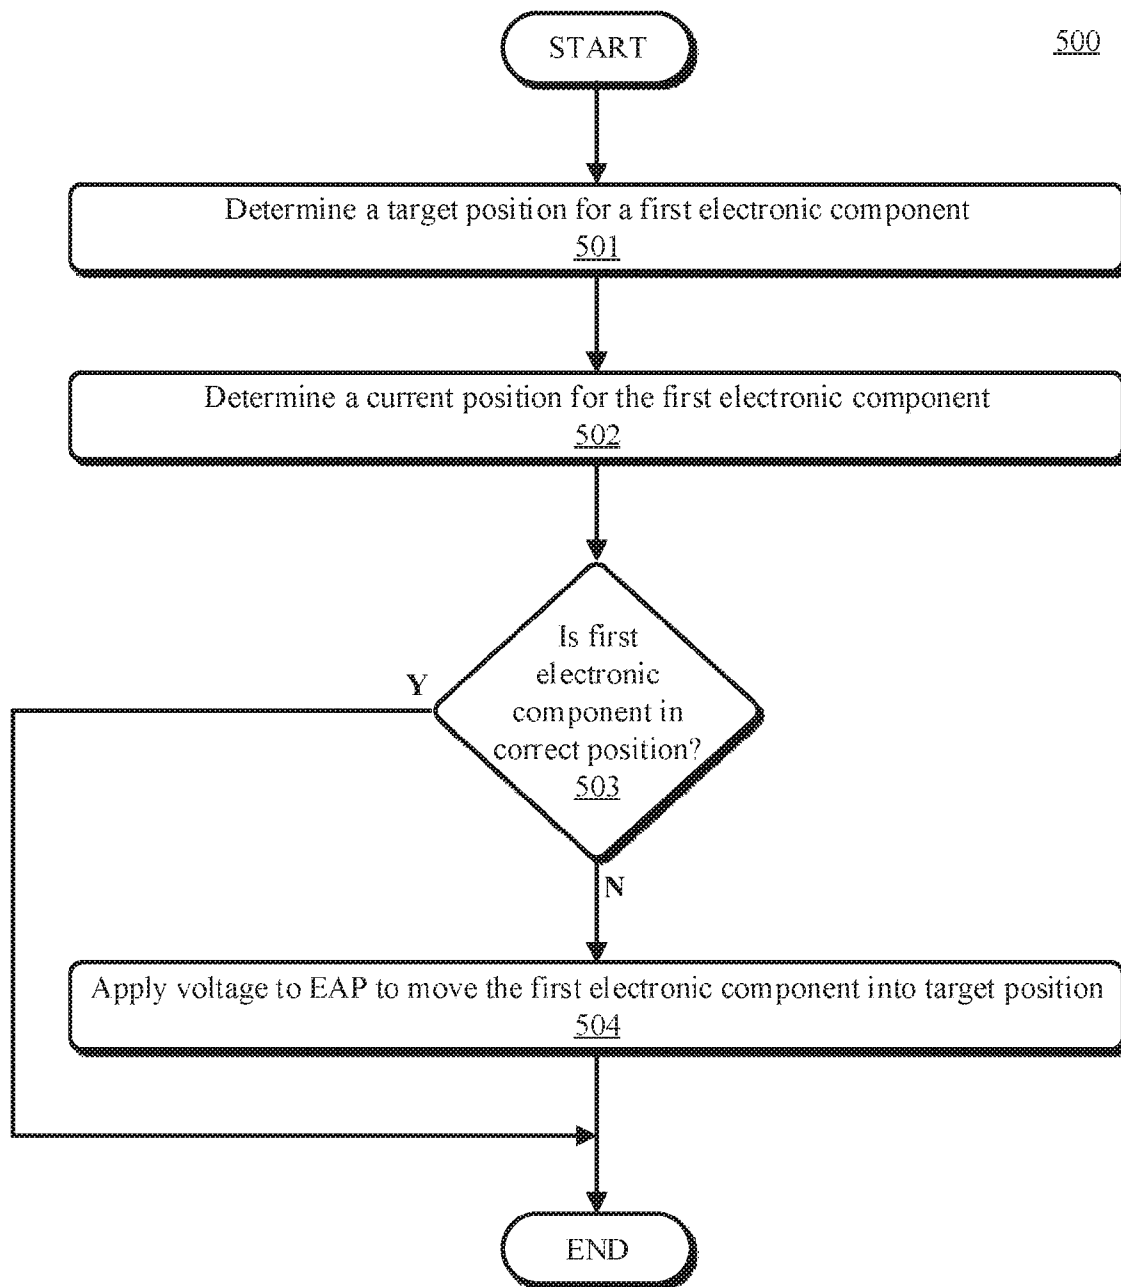 START
500
Determine a target position for a first electronic component
501
Determine a current position for the first electronic component
502
Is first
electronic
component in
correct position?
503
Y
N
Apply voltage to EAP to move the first electronic component into target position
504
END